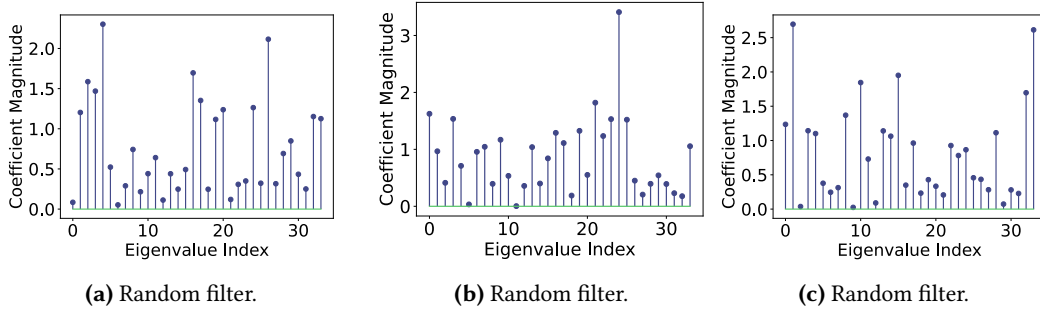 Coefficient Magnitude
2.0
1.5
1.0
0.5
0.0
0 10 20 30
Eigenvalue Index
(a) Random filter.
Coefficient Magnitude
3
2
1
0
0 10 20 30
Eigenvalue Index
(b) Random filter.
Coefficient Magnitude
2.5
2.0
1.5
1.0
0.5
0.0
0 10 20 30
Eigenvalue Index
(c) Random filter.